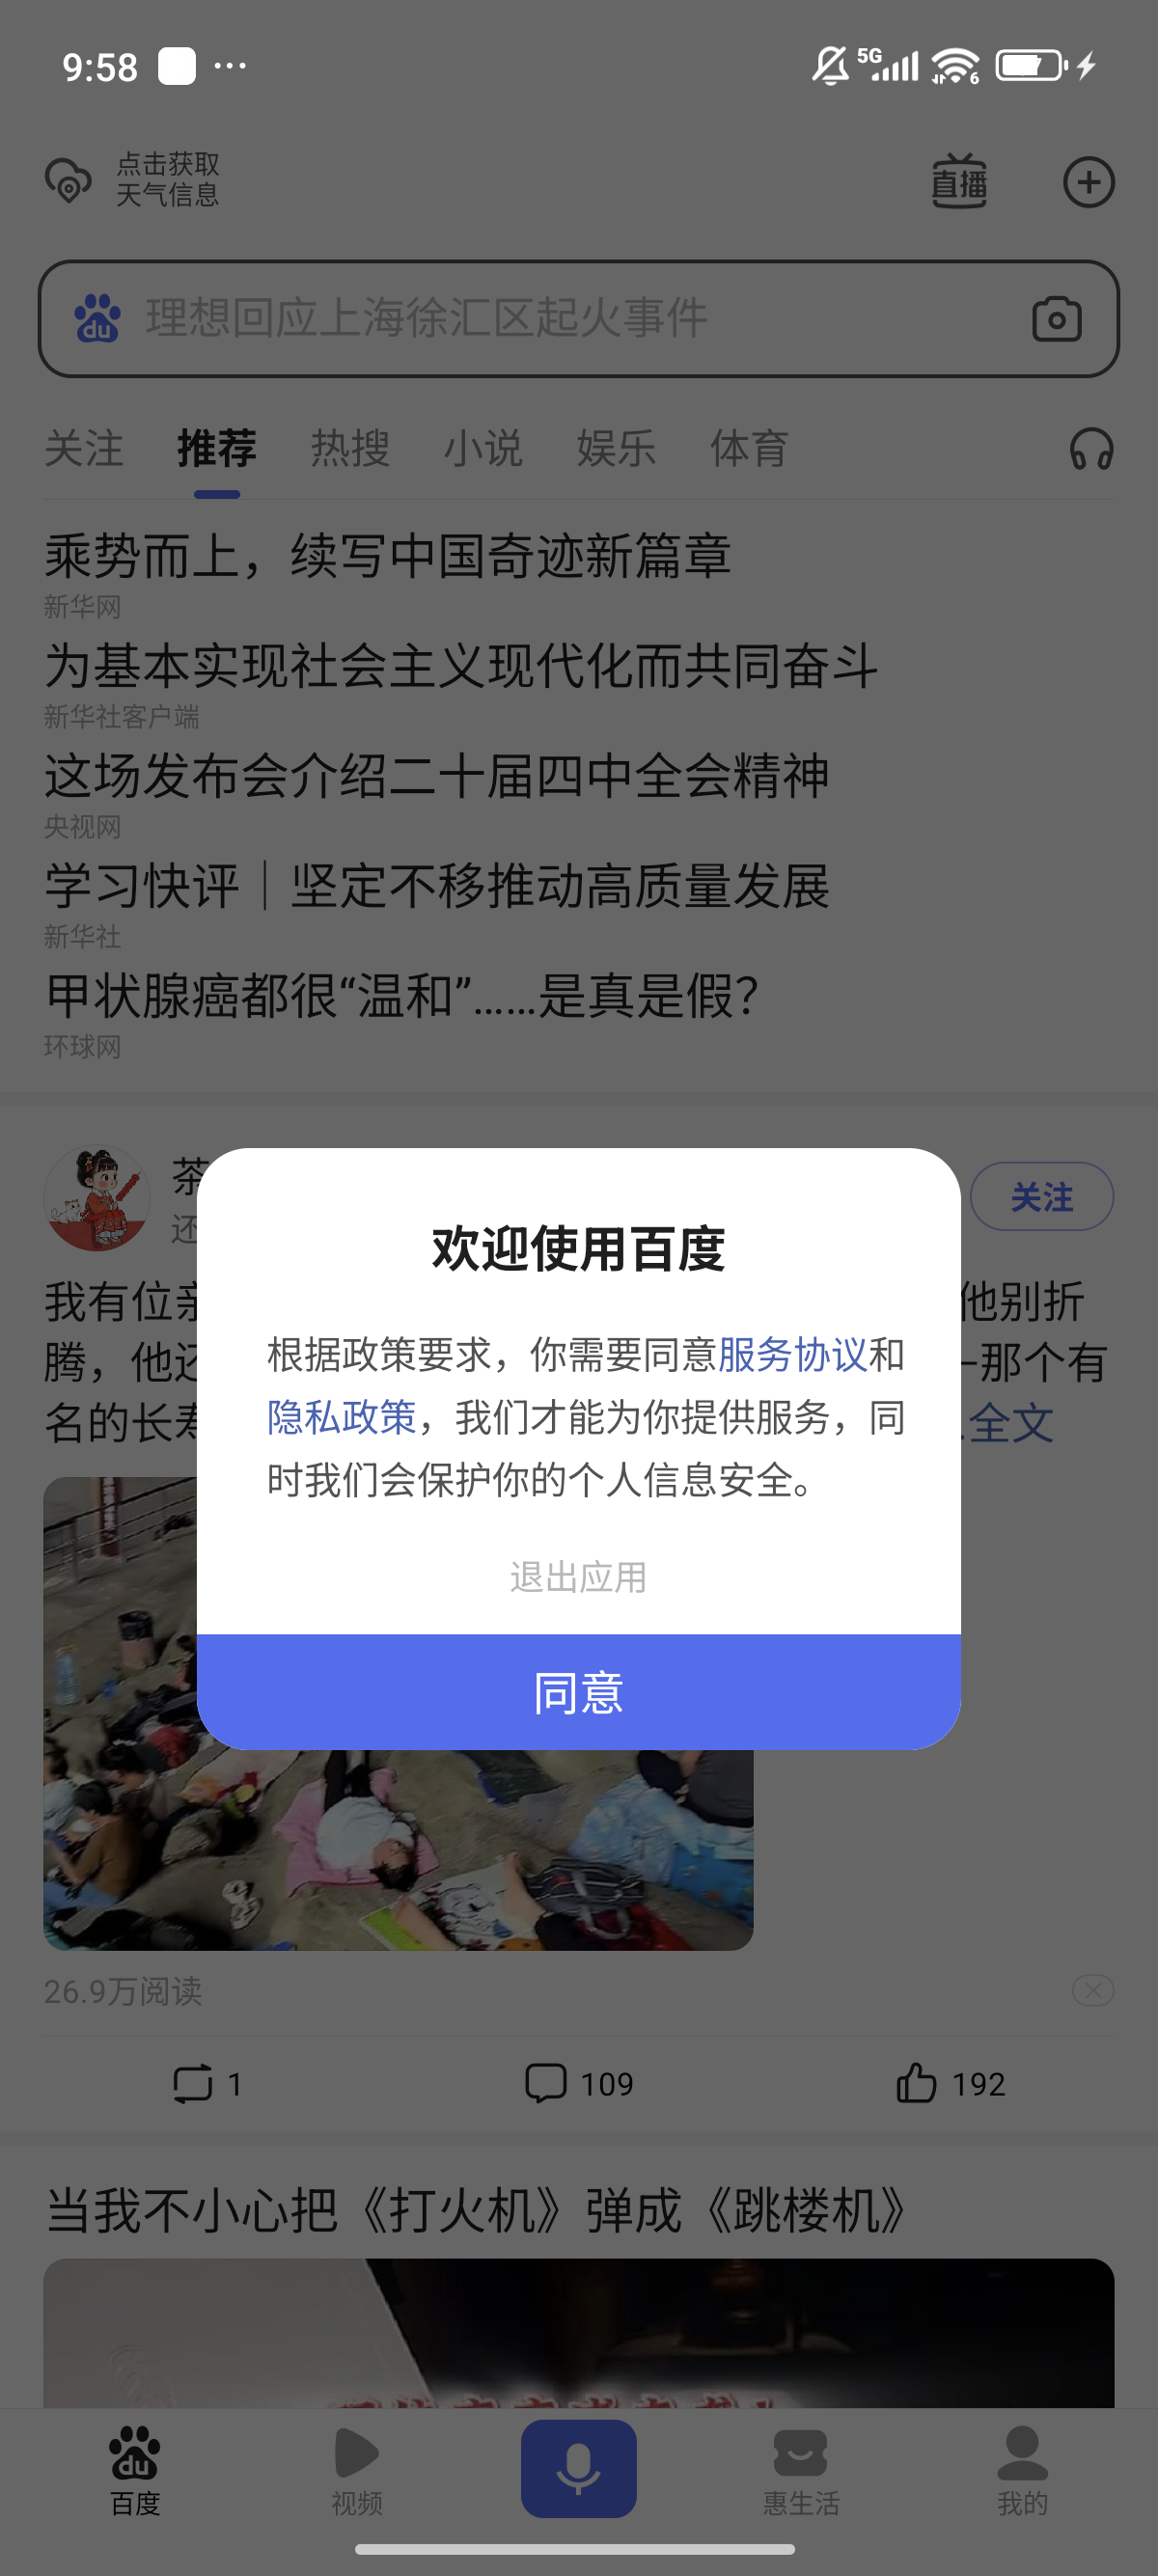 9:58
5G
6
点击获取
天气信息
直播
du
理想回应上海徐汇区起火事件
关注 推荐 热搜 小说 娱乐 体育
乘势而上，续写中国奇迹新篇章
新华网
为基本实现社会主义现代化而共同奋斗
新华社客户端
这场发布会介绍二十届四中全会精神
央视网
学习快评｜坚定不移推动高质量发展
新华社
甲状腺癌都很“温和”……是真是假？
环球网
茶
还
关注
我有位亲
他别折
腾，他还
那个有
名的长寿
全文
欢迎使用百度
根据政策要求，你需要同意服务协议和
隐私政策，我们才能为你提供服务，同
时我们会保护你的个人信息安全。
退出应用
同意
26.9万阅读
1
109
192
当我不小心把《打火机》弹成《跳楼机》
du
百度 视频 惠生活 我的